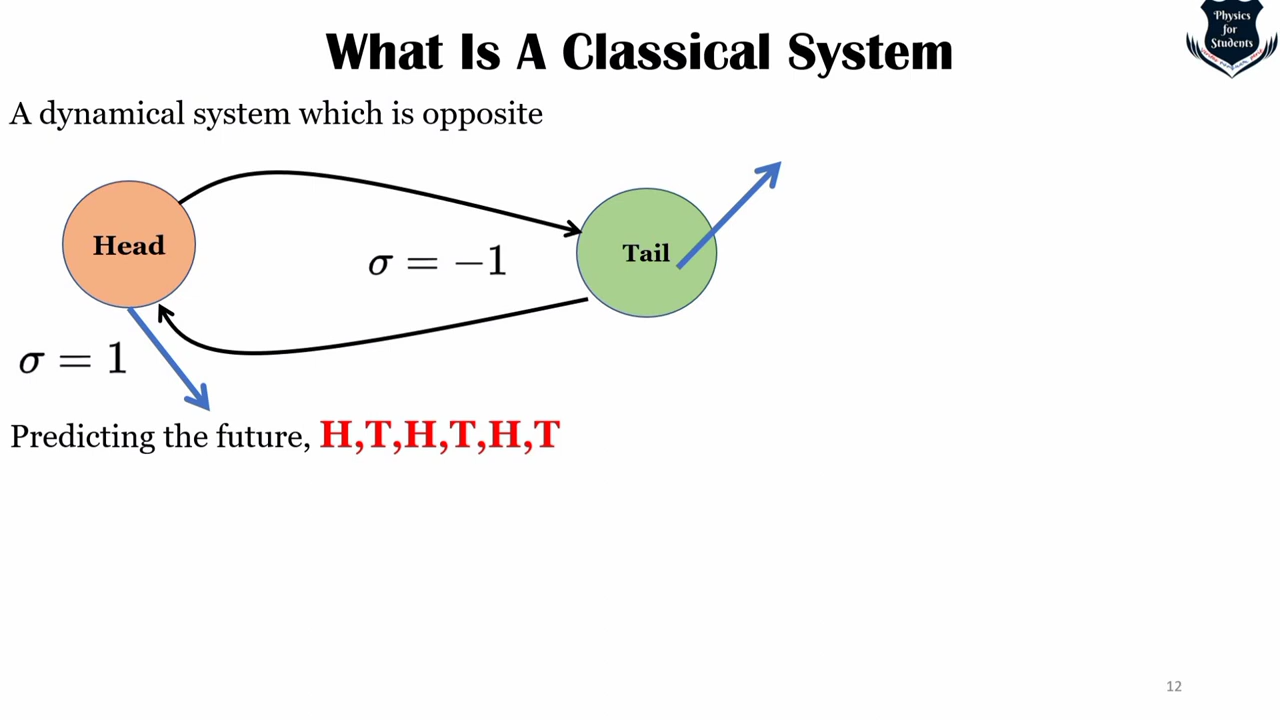 Physics
for
Students
What Is A Classical System
A dynamical system which is opposite
Head
Tail
σ = −1
σ = 1
Predicting the future, H,T,H,T,H,T
12